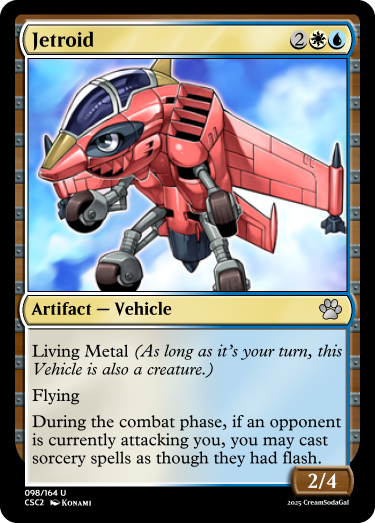 Jetroid 2
Artifact — Vehicle
Living Metal (As long as it's your turn, this
Vehicle is also a creature.)
Flying
During the combat phase, if an opponent
is currently attacking you, you may cast
sorcery spells as though they had flash.
2/4
098/164 U
CSC2 KONAMI
2025 CreamSodaGal